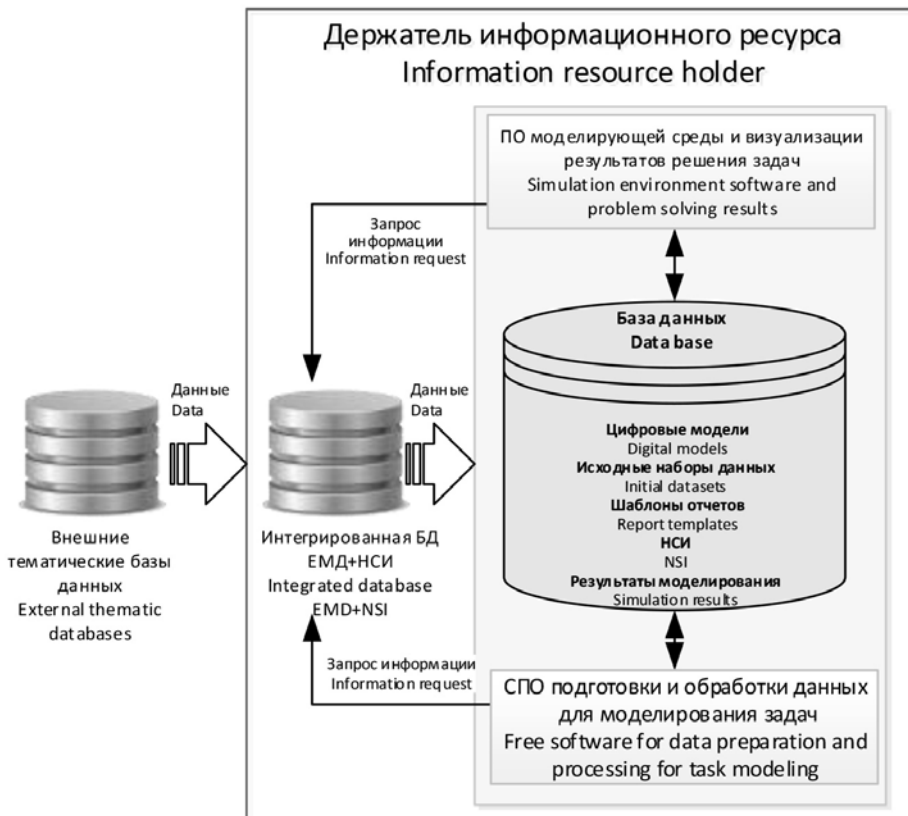 Держатель информационного ресурса
Information resource holder
ПО моделирующей среды и визуализации
результатов решения задач
Simulation environment software and
problem solving results
Запрос
информации
Information request
База данных
Data base
Данные
Data
Данные
Data
Цифровые модели
Digital models
Исходные наборы данных
Initial datasets
Шаблоны отчетов
Report templates
НСИ
NSI
Результаты моделирования
Simulation results
Внешние
тематические базы
данных
External thematic
databases
Интегрированная БД
ЕМД+НСИ
Integrated database
EMD+NSI
Запрос информации
Information request
СПО подготовки и обработки данных
для моделирования задач
Free software for data preparation and
processing for task modeling